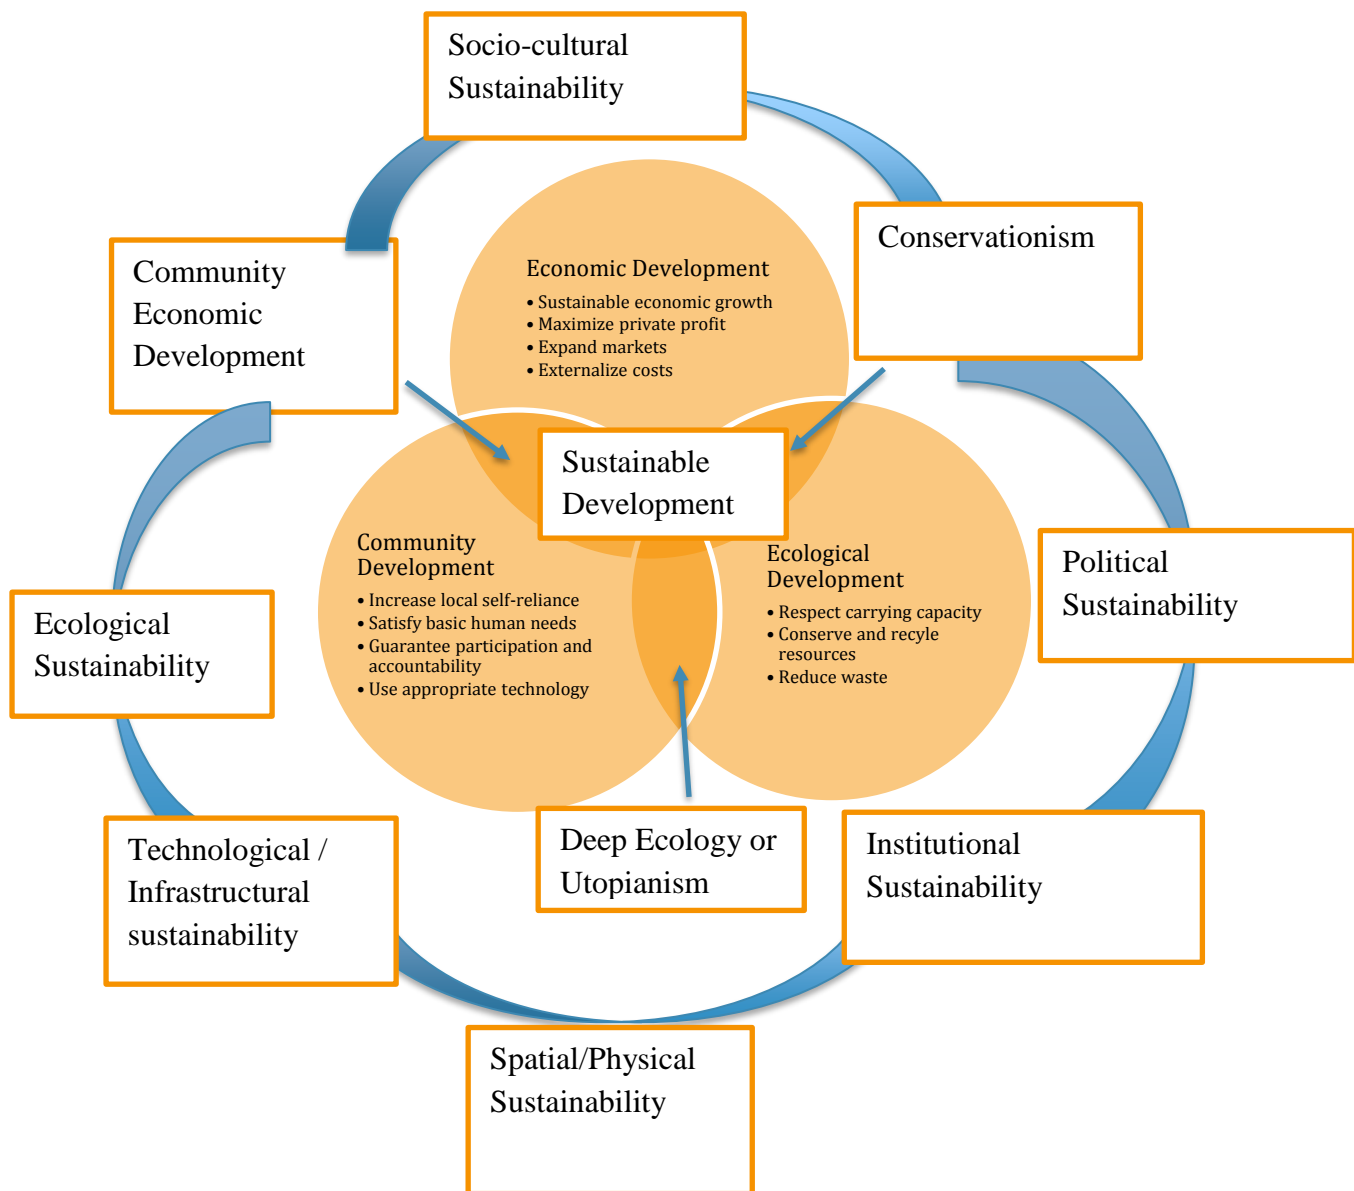 Socio-cultural
Sustainability
Conservationism
Community
Economic
Development
Economic Development
• Sustainable economic growth
• Maximize private profit
• Expand markets
• Externalize costs
Sustainable
Development
Community
Development
• Increase local self-reliance
• Satisfy basic human needs
• Guarantee participation and
accountability
• Use appropriate technology
Ecological
Development
• Respect carrying capacity
• Conserve and recyle
resources
• Reduce waste
Political
Sustainability
Ecological
Sustainability
Technological /
Infrastructural
sustainability
Deep Ecology or
Utopianism
Institutional
Sustainability
Spatial/Physical
Sustainability